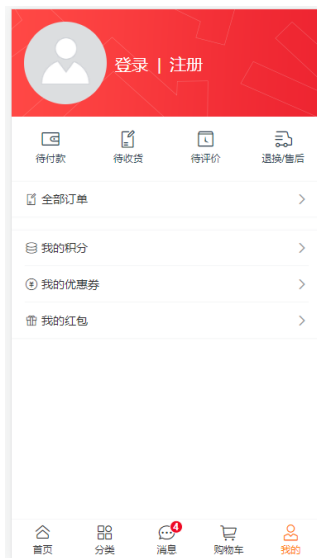 登录 | 注册
待付款 待收货 待评价 退换/售后
全部订单
我的积分
我的优惠券
我的红包
4
首页 分类 消息 购物车 我的